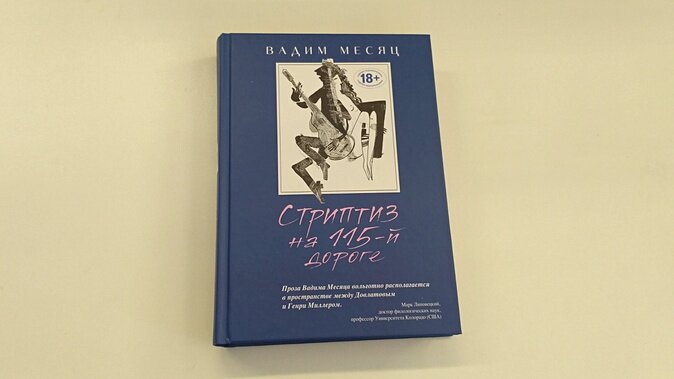 ВАДИМ МЕСЯЦ
18+
СТРИПТИЗ
на 115-й
дороге
Проза Вадима Месяца вольготно располагается
в пространстве между Довлатовым
и Генри Миллером.
Марк Липовецкий,
доктор филологических наук,
профессор Университета Колорадо (США)